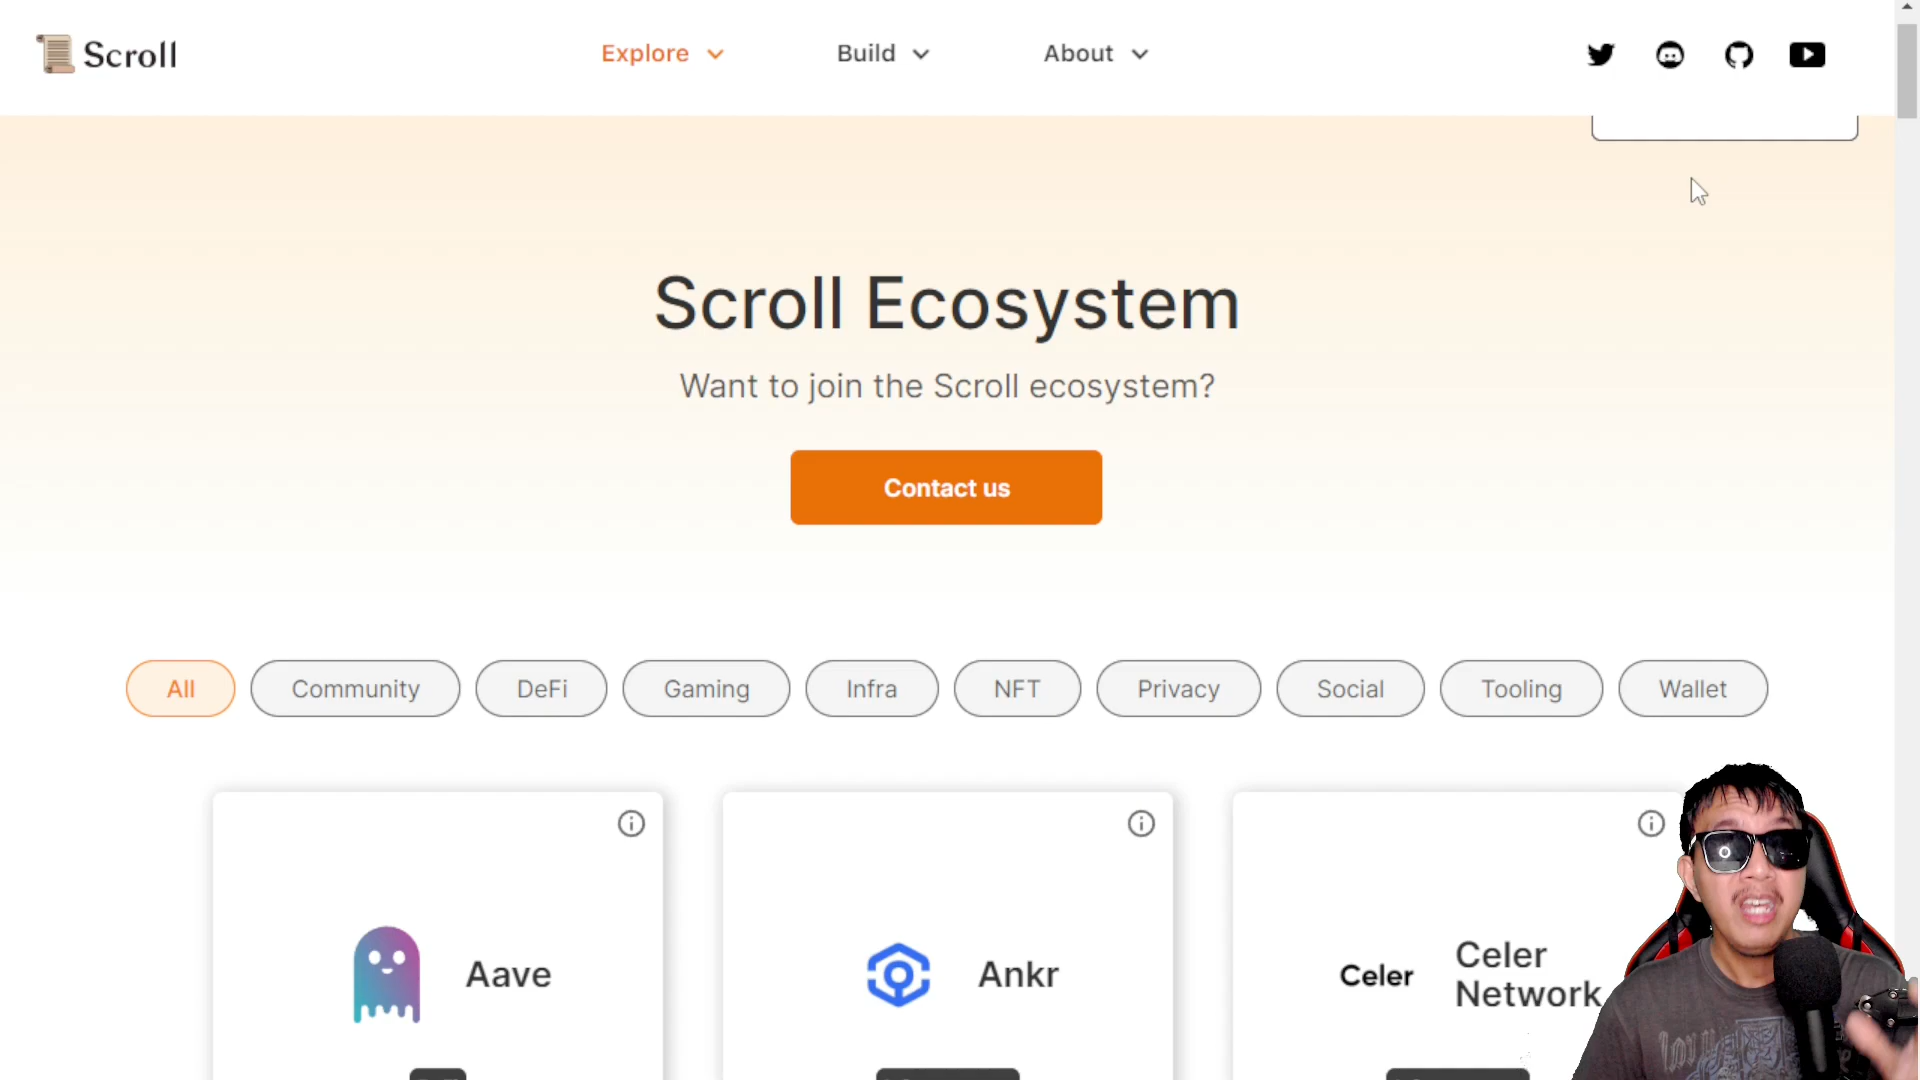 Scroll
Explore
Build
About
Scroll Ecosystem
Want to join the Scroll ecosystem?
Contact us
All
Community
DeFi
Gaming
Infra
NFT
Privacy
Social
Tooling
Wallet
Aave
Ankr
Celer
Celer
Network